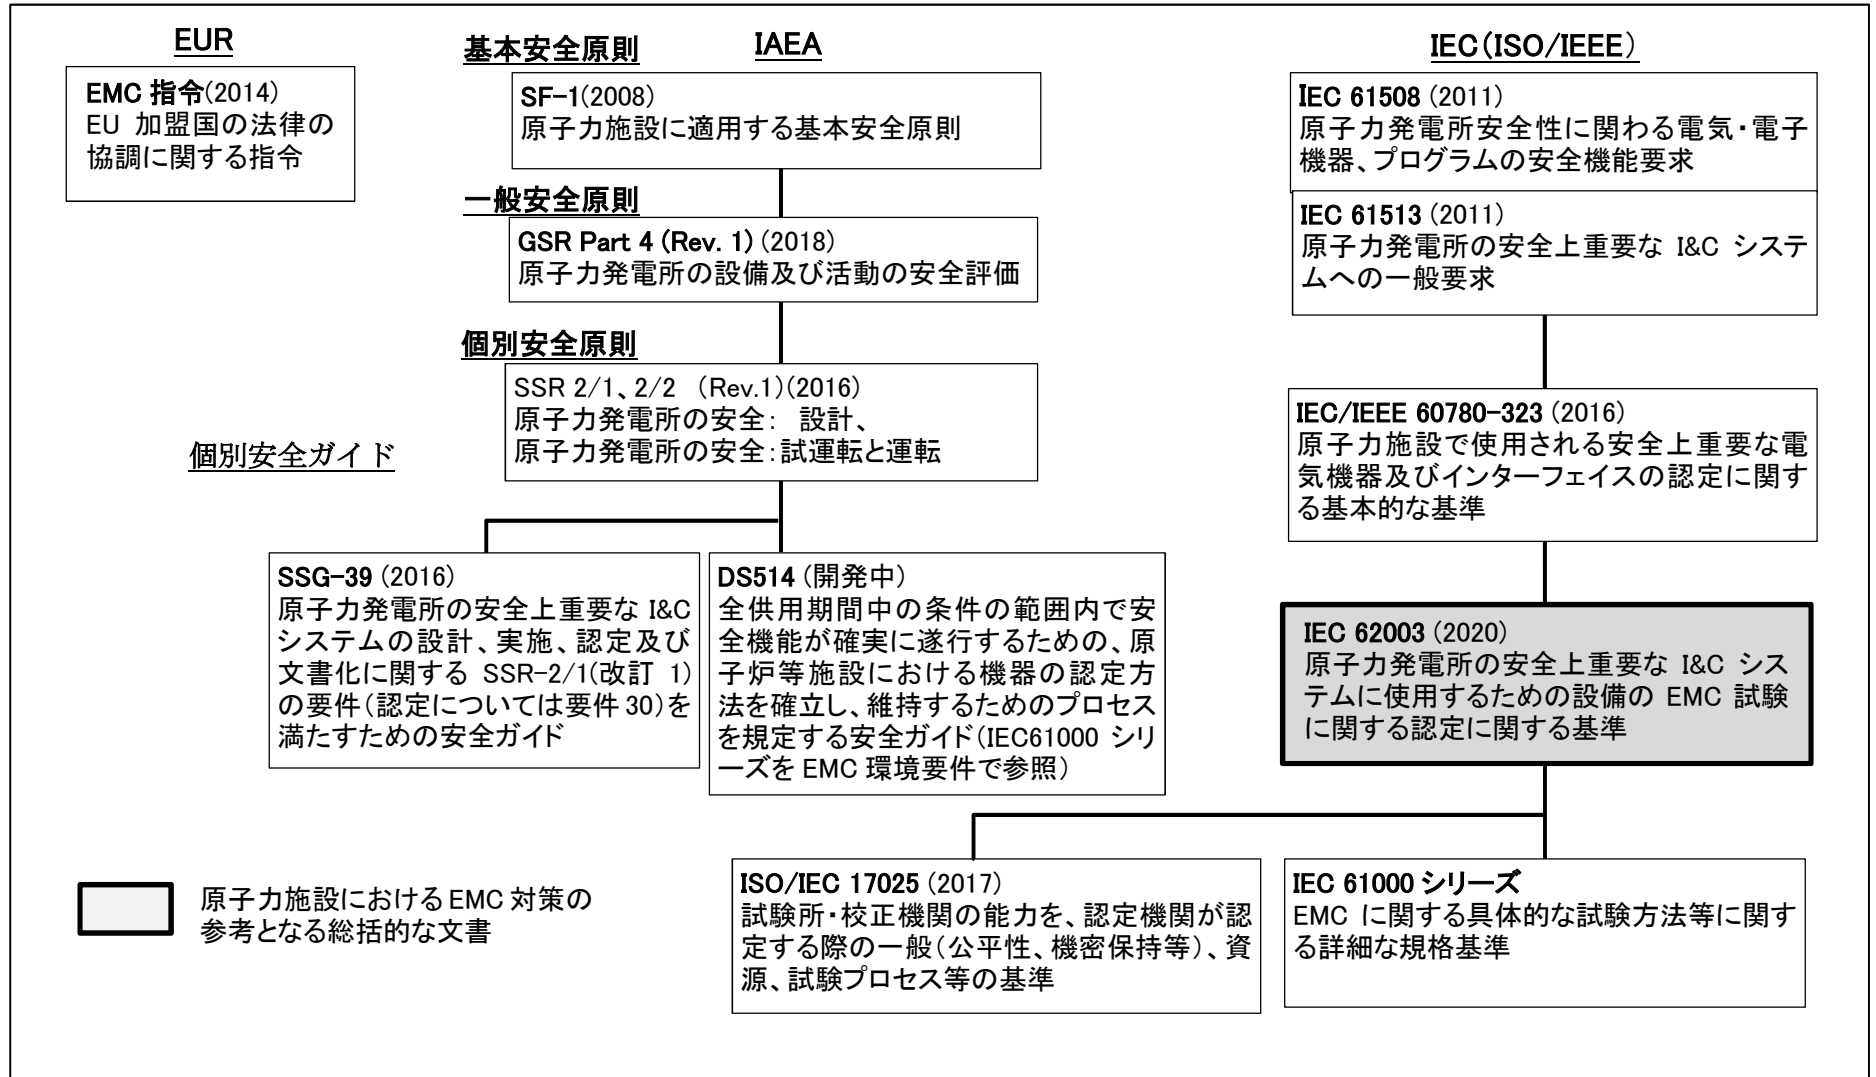 EUR
EMC 指令(2014)
EU 加盟国の法律の
協調に関する指令
IAEA
基本安全原則
SF-1(2008)
原子力施設に適用する基本安全原則
一般安全原則
GSR Part 4 (Rev. 1) (2018)
原子力発電所の設備及び活動の安全評価
個別安全原則
SSR 2/1、2/2 (Rev.1)(2016)
原子力発電所の安全: 設計、
原子力発電所の安全:試運転と運転
個別安全ガイド
SSG-39 (2016)
原子力発電所の安全上重要な I&C
システムの設計、実施、認定及び
文書化に関する SSR-2/1(改訂 1)
の要件(認定については要件 30)を
満たすための安全ガイド
DS514 (開発中)
全供用期間中の条件の範囲内で安
全機能が確実に遂行するための、原
子炉等施設における機器の認定方
法を確立し、維持するためのプロセス
を規定する安全ガイド(IEC61000 シリ
ーズを EMC 環境要件で参照)
IEC(ISO/IEEE)
IEC 61508 (2011)
原子力発電所安全性に関わる電気・電子
機器、プログラムの安全機能要求
IEC 61513 (2011)
原子力発電所の安全上重要な I&C システ
ムへの一般要求
IEC/IEEE 60780-323 (2016)
原子力施設で使用される安全上重要な電
気機器及びインターフェイスの認定に関す
る基本的な基準
IEC 62003 (2020)
原子力発電所の安全上重要な I&C シス
テムに使用するための設備の EMC 試験
に関する認定に関する基準
ISO/IEC 17025 (2017)
試験所・校正機関の能力を、認定機関が認
定する際の一般(公平性、機密保持等)、資
源、試験プロセス等の基準
IEC 61000 シリーズ
EMC に関する具体的な試験方法等に関す
る詳細な規格基準
原子力施設における EMC 対策の
参考となる総括的な文書